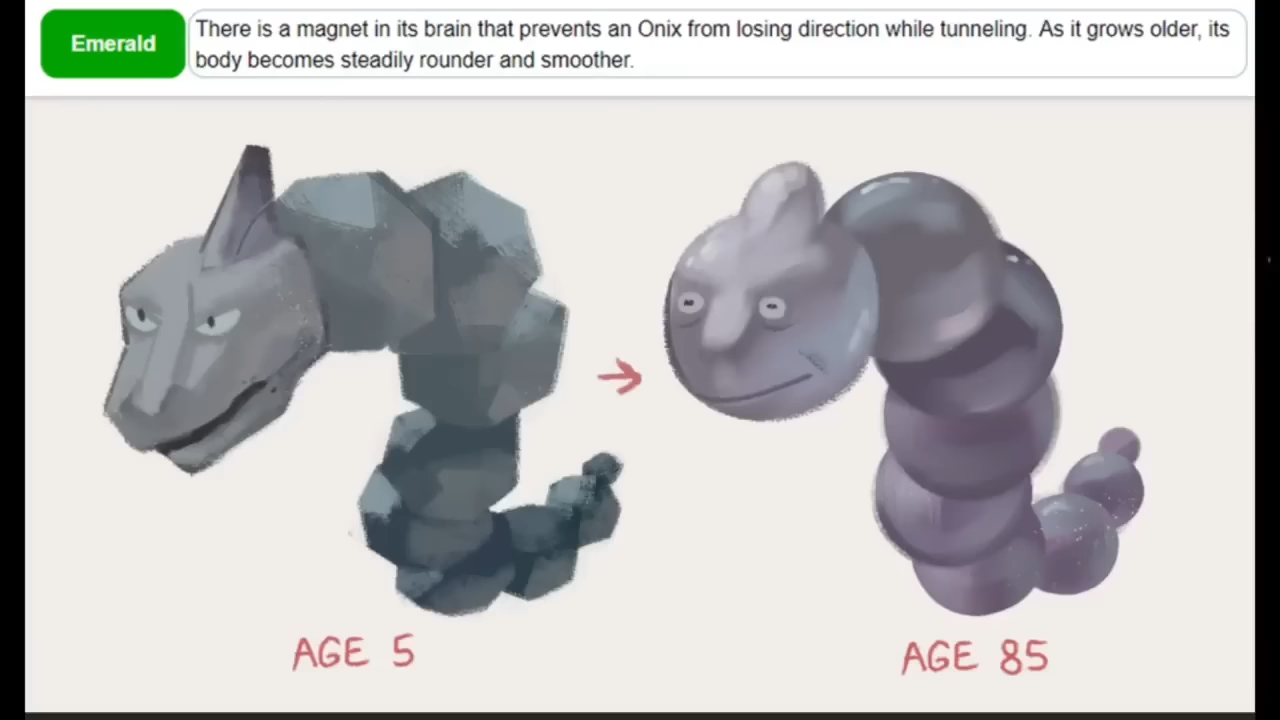 Emerald
There is a magnet in its brain that prevents an Onix from losing direction while tunneling. As it grows older, its
body becomes steadily rounder and smoother.
AGE 5
AGE 85